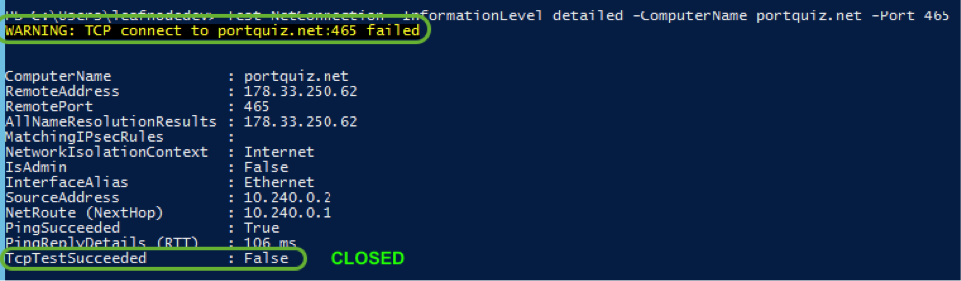 PS C:\Users\leafnodedev> Test-NetConnection -InformationLevel detailed -ComputerName portquiz.net -Port 465
WARNING: TCP connect to portquiz.net:465 failed
ComputerName : portquiz.net
RemoteAddress : 178.33.250.62
RemotePort : 465
AllNameResolutionResults : 178.33.250.62
MatchingIPsecRules :
NetworkIsolationContext : Internet
IsAdmin : False
InterfaceAlias : Ethernet
SourceAddress : 10.240.0.2
NetRoute (NextHop) : 10.240.0.1
PingSucceeded : True
PingReplyDetails (RTT) : 106 ms
TcpTestSucceeded : False CLOSED